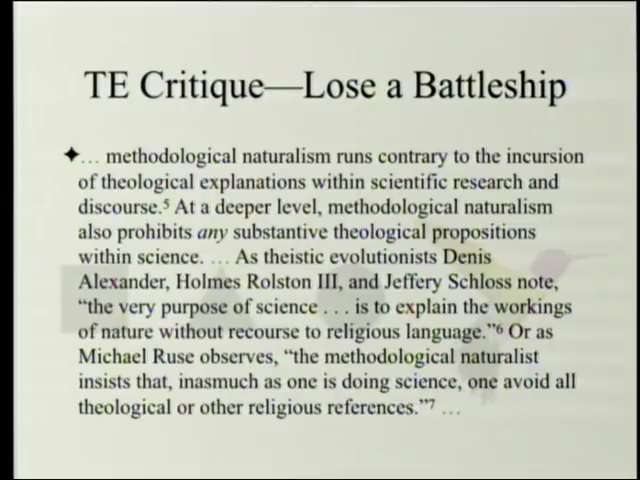 TE Critique—Lose a Battleship
✦… methodological naturalism runs contrary to the incursion
of theological explanations within scientific research and
discourse.⁵ At a deeper level, methodological naturalism
also prohibits any substantive theological propositions
within science. … As theistic evolutionists Denis
Alexander, Holmes Rolston III, and Jeffery Schloss note,
“the very purpose of science . . . is to explain the workings
of nature without recourse to religious language.”⁶ Or as
Michael Ruse observes, “the methodological naturalist
insists that, inasmuch as one is doing science, one avoid all
theological or other religious references.”⁷ …